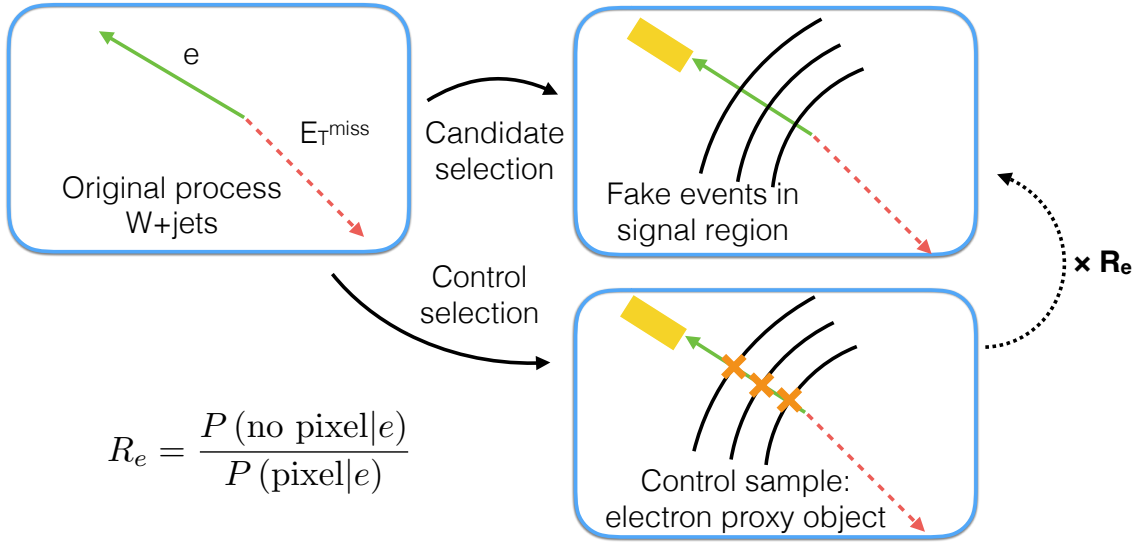 e
E_T^miss
Original process
W+jets
Candidate
selection
Fake events in
signal region
Control
selection
× R_e
R_e = P (no pixel|e) / P (pixel|e)
Control sample:
electron proxy object